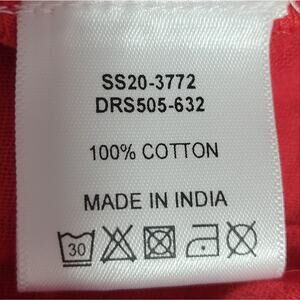 SS20-3772
DRS505-632
100% COTTON
MADE IN INDIA
30